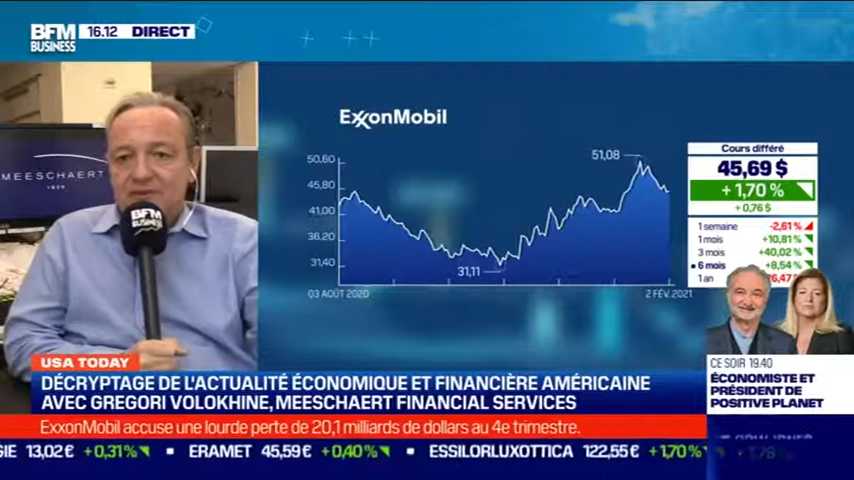 BFM
BUSINESS
16.12 DIRECT
MEESCHAERT
BFM
BUSINESS
ExxonMobil
50.60
45.80
41.00
36.20
31.40
51,08
31,11
03 AOÛT 2020
2 FÉV. 2021
Cours différé
45,69 $
+ 1,70 %
+ 0,76 $
1 semaine -2,61 %
1 mois +10,81 %
3 mois +40,02 %
6 mois +8,54 %
1 an
CE SOIR 19.40
ÉCONOMISTE ET
PRÉSIDENT DE
POSITIVE PLANET
USA TODAY
DÉCRYPTAGE DE L'ACTUALITÉ ÉCONOMIQUE ET FINANCIÈRE AMÉRICAINE
AVEC GREGORI VOLOKHINE, MEESCHAERT FINANCIAL SERVICES
ExxonMobil accuse une lourde perte de 20,1 milliards de dollars au 4e trimestre.
GIE 13,02€ +0,31% ERAMET 45,59€ +0,40% ESSILORLUXOTTICA 122,55€ +1,70%